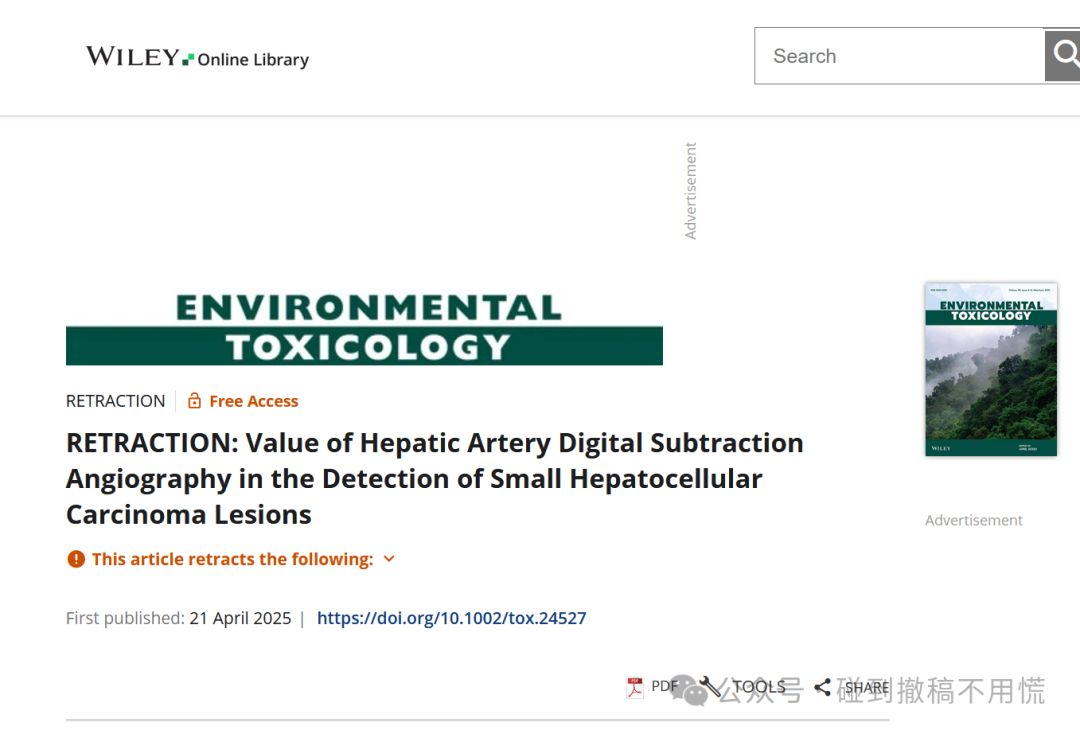 WILEY Online Library
Search
Advertisement
ENVIRONMENTAL
TOXICOLOGY
ENVIRONMENTAL
TOXICOLOGY
WILEY
RETRACTION
Free Access
RETRACTION: Value of Hepatic Artery Digital Subtraction
Angiography in the Detection of Small Hepatocellular
Carcinoma Lesions
Advertisement
This article retracts the following:
First published: 21 April 2025 | https://doi.org/10.1002/tox.24527
PDF TOOLS SHARE
公众号 碰到撤稿不用慌